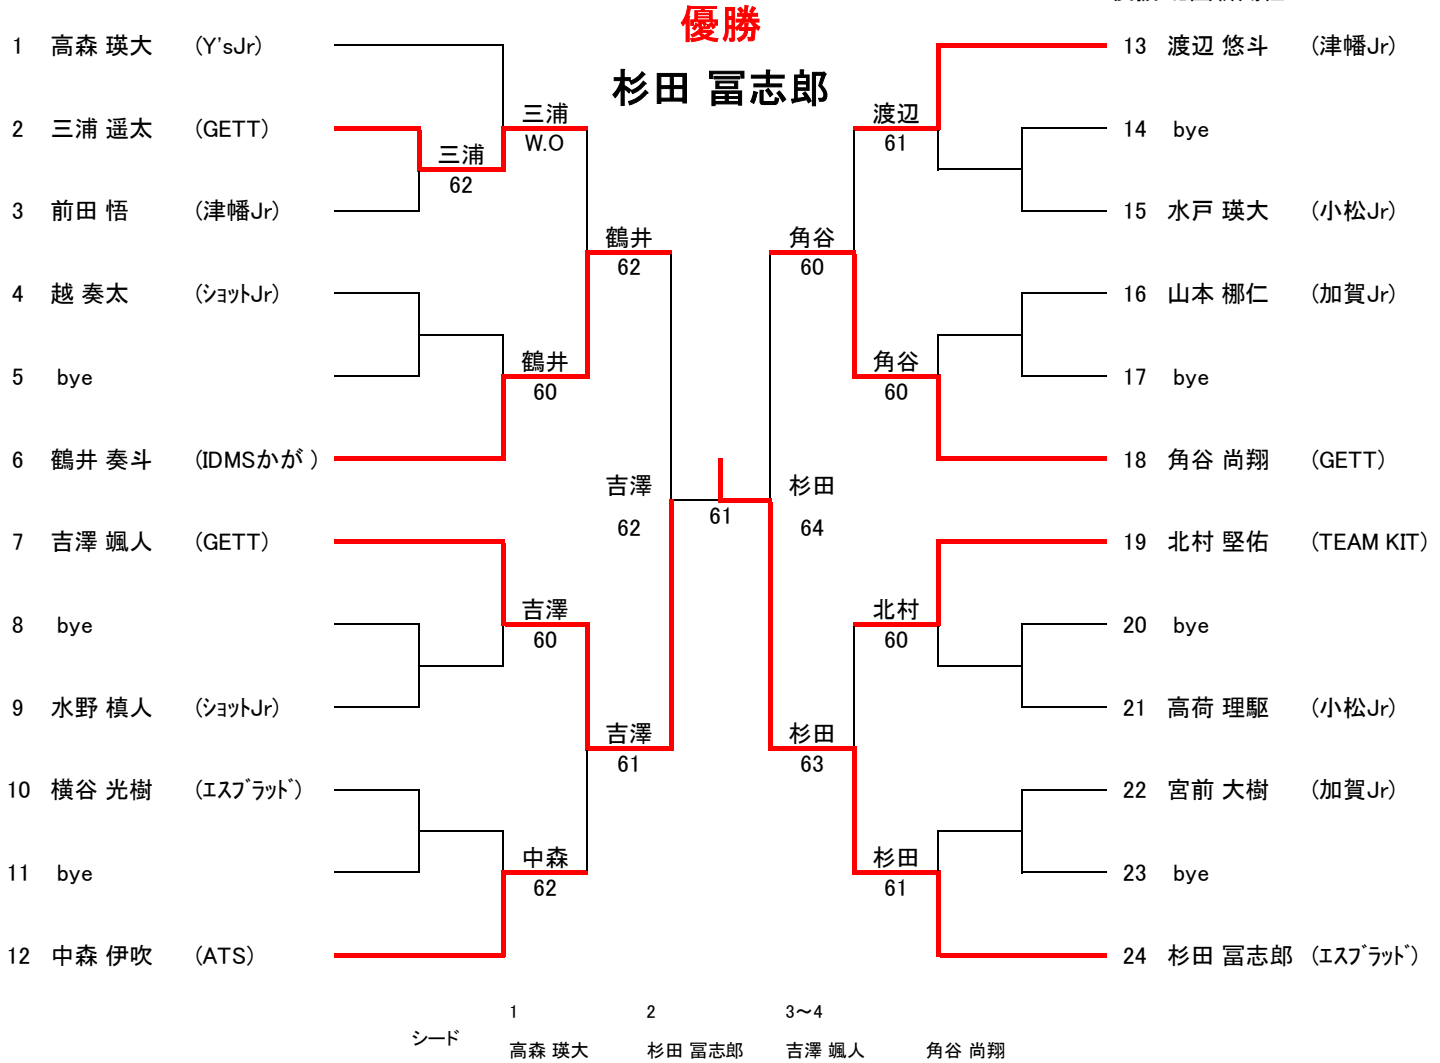 優勝
杉田 冨志郎
1 高森 瑛大 (Y'sJr)
2 三浦 遥太 (GETT)
3 前田 悟 (津幡Jr)
4 越 奏太 (ｼｮｯﾄJr)
5 bye
6 鶴井 奏斗 (IDMSかが )
7 吉澤 颯人 (GETT)
8 bye
9 水野 槙人 (ｼｮｯﾄJr)
10 横谷 光樹 (ｴｽﾌﾞﾗｯﾄﾞ)
11 bye
12 中森 伊吹 (ATS)
三浦
62
三浦
W.O
鶴井
60
吉澤
60
中森
62
鶴井
62
吉澤
61
吉澤
62
61
杉田
64
角谷
60
杉田
63
渡辺
61
角谷
60
北村
60
杉田
61
13 渡辺 悠斗 (津幡Jr)
14 bye
15 水戸 瑛大 (小松Jr)
16 山本 梛仁 (加賀Jr)
17 bye
18 角谷 尚翔 (GETT)
19 北村 堅佑 (TEAM KIT)
20 bye
21 高荷 理駆 (小松Jr)
22 宮前 大樹 (加賀Jr)
23 bye
24 杉田 冨志郎 (ｴｽﾌﾞﾗｯﾄﾞ)
1 2 3～4
シード 高森 瑛大 杉田 冨志郎 吉澤 颯人 角谷 尚翔